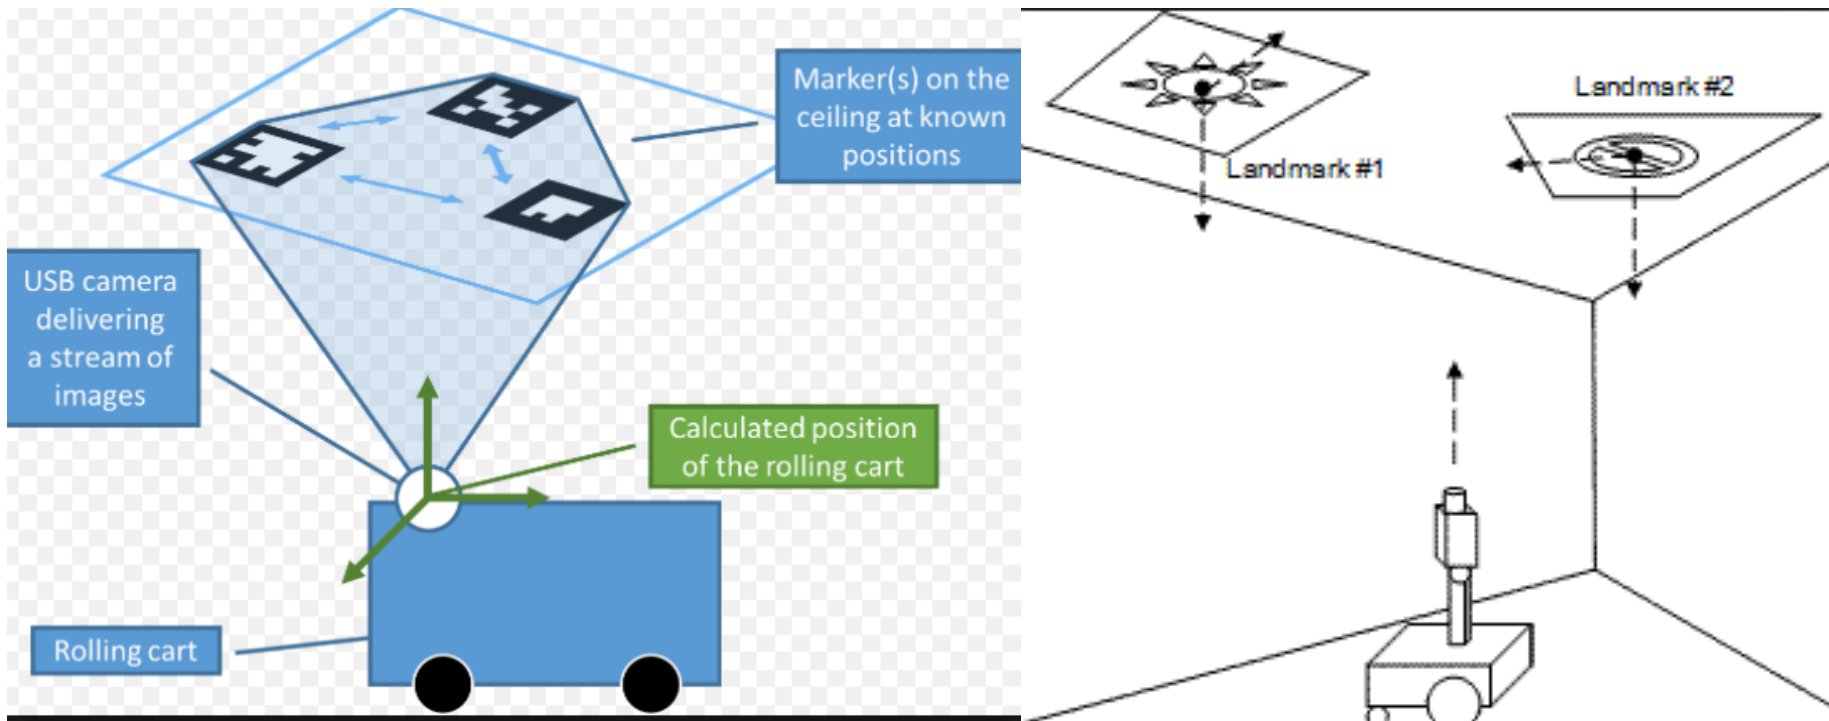 Marker(s) on the
ceiling at known
positions
USB camera
delivering
a stream of
images
Calculated position
of the rolling cart
Rolling cart
Landmark #1
Landmark #2